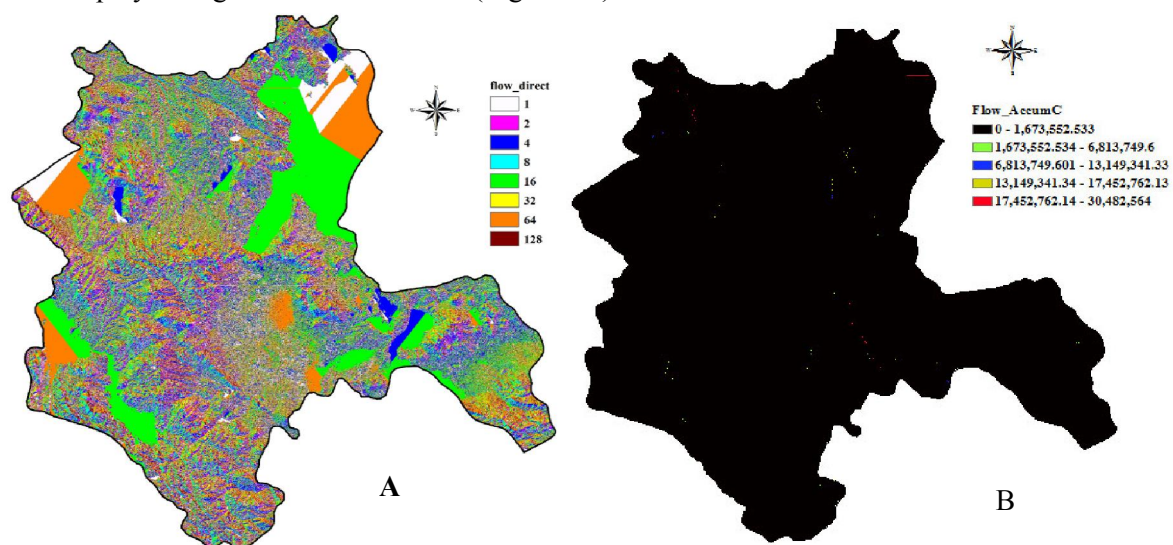 flow_direct
1
2
4
8
16
32
64
128
A
Flow_AccumC
0 - 1,673,552.533
1,673,552.534 - 6,813,749.6
6,813,749.601 - 13,149,341.33
13,149,341.34 - 17,452,762.13
17,452,762.14 - 30,482,564
B